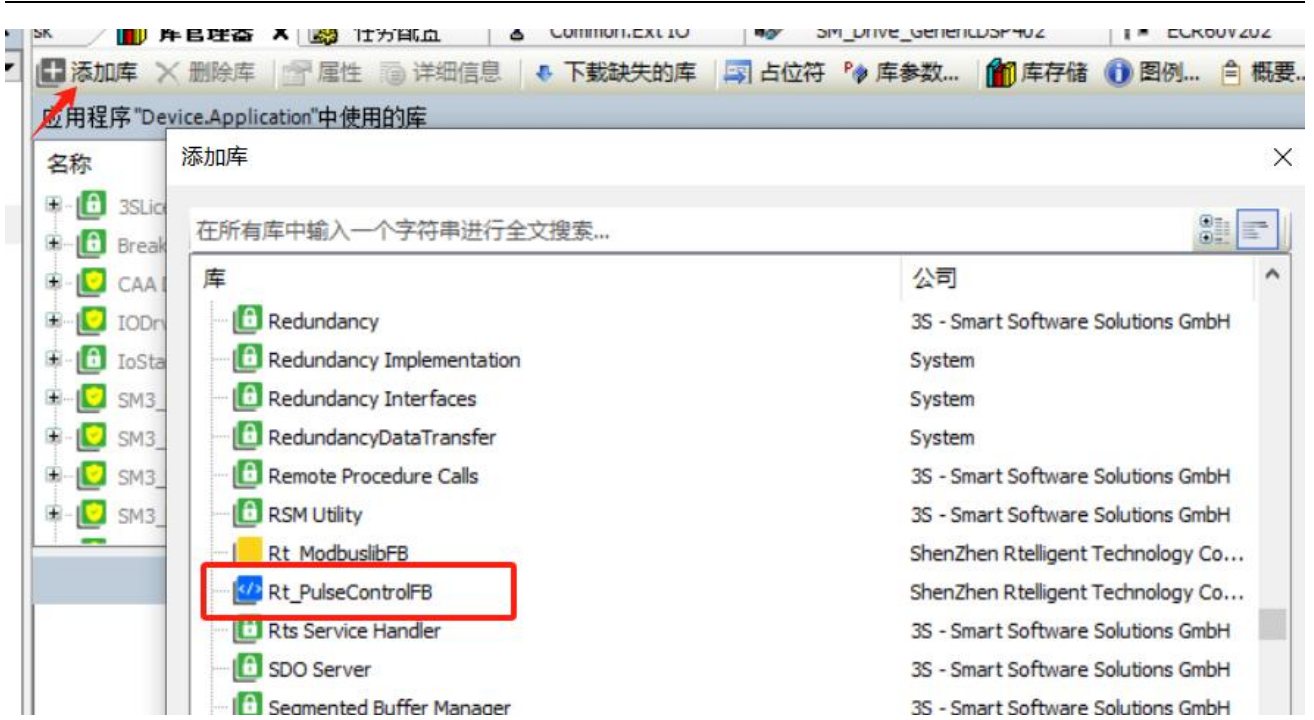 SK 库管理器 任务配置 Common.Ext IO SM_Drive_GenericDSP402 ECR60V202
添加库 删除库 属性 详细信息 下载缺失的库 占位符 库参数... 库存储 图例... 概要..
应用程序"Device.Application"中使用的库
名称
3SLice
Break
CAA
IODrv
IoSta
SM3_
SM3_
SM3_
SM3_
添加库
在所有库中输入一个字符串进行全文搜索...
库 公司
Redundancy 3S - Smart Software Solutions GmbH
Redundancy Implementation System
Redundancy Interfaces System
RedundancyDataTransfer System
Remote Procedure Calls 3S - Smart Software Solutions GmbH
RSM Utility 3S - Smart Software Solutions GmbH
Rt_ModbuslibFB ShenZhen Rtelligent Technology Co...
Rt_PulseControlFB ShenZhen Rtelligent Technology Co...
Rts Service Handler 3S - Smart Software Solutions GmbH
SDO Server 3S - Smart Software Solutions GmbH
Segmented Buffer Manager 3S - Smart Software Solutions GmbH